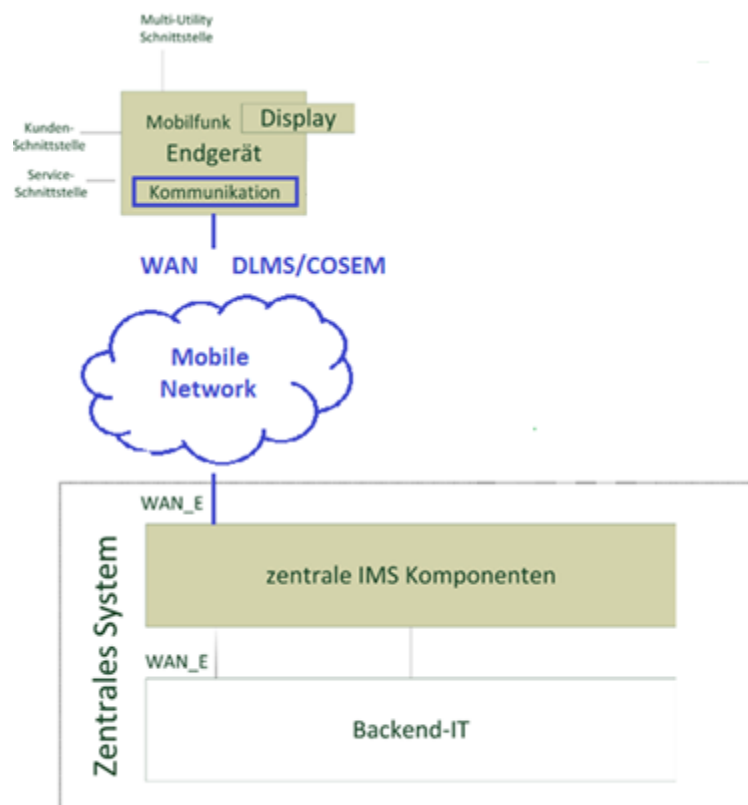 Multi-Utility
Schnittstelle
Mobilfunk
Display
Kunden-
Schnittstelle
Endgerät
Service-
Schnittstelle
Kommunikation
WAN DLMS/COSEM
Mobile
Network
WAN_E
zentrale IMS Komponenten
Zentrales System
WAN_E
Backend-IT